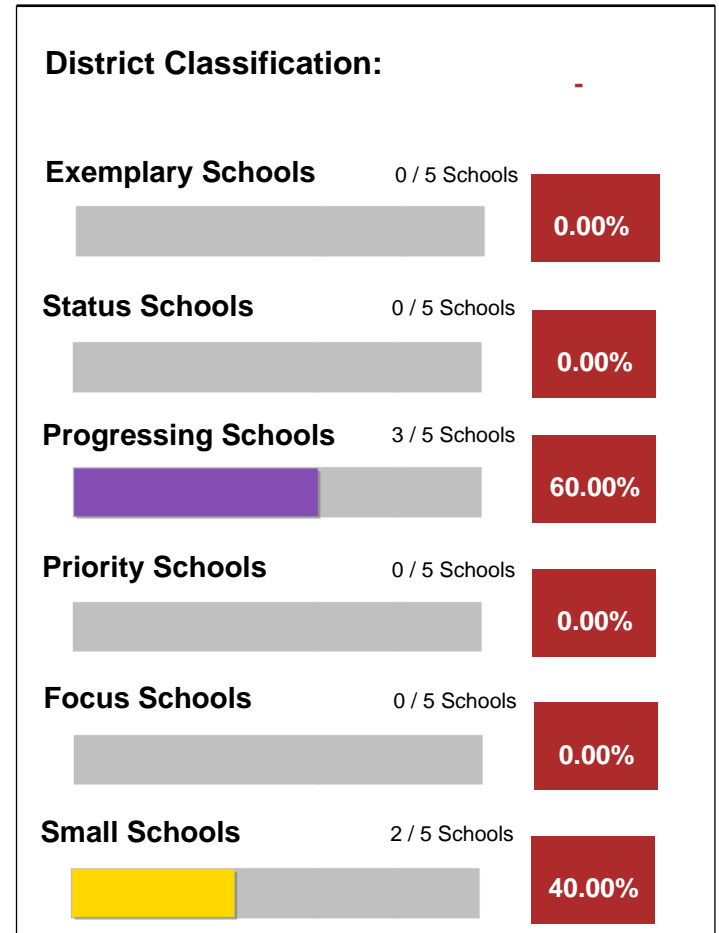 District Classification:
-
Exemplary Schools 0 / 5 Schools
0.00%
Status Schools 0 / 5 Schools
0.00%
Progressing Schools 3 / 5 Schools
60.00%
Priority Schools 0 / 5 Schools
0.00%
Focus Schools 0 / 5 Schools
0.00%
Small Schools 2 / 5 Schools
40.00%